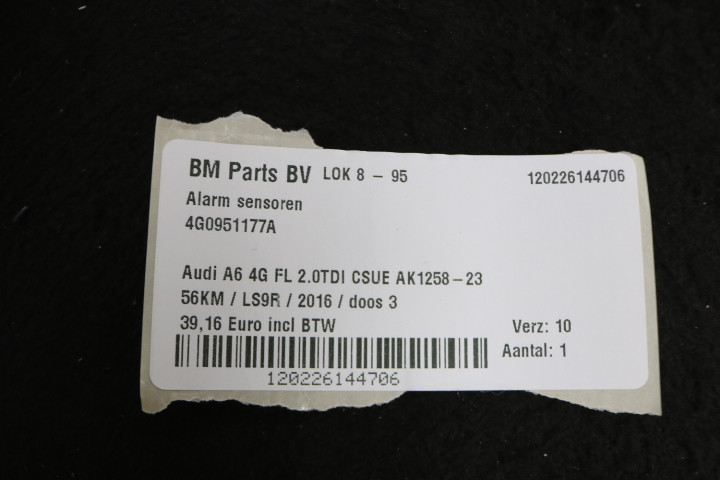 BM Parts BV LOK 8 - 95 120226144706
Alarm sensoren
4G0951177A
Audi A6 4G FL 2.0TDI CSUE AK1258-23
56KM / LS9R / 2016 / doos 3
39,16 Euro incl BTW Verz: 10
Aantal: 1
120226144706